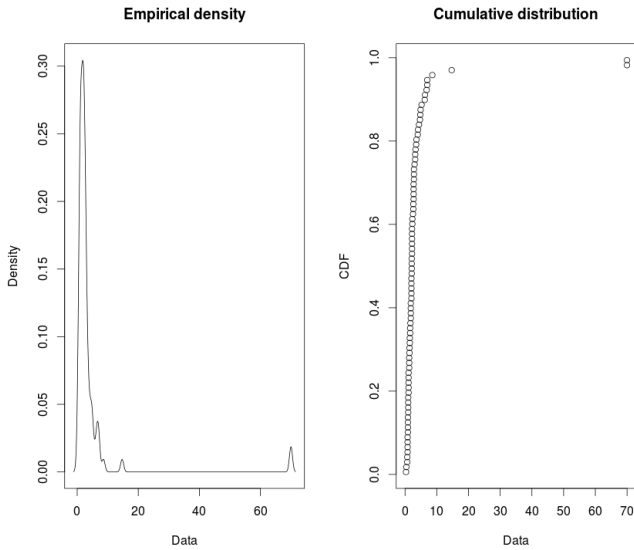 Empirical density
Cumulative distribution
Density
0.00
0.05
0.10
0.15
0.20
0.25
0.30
0 20 40 60
Data
CDF
0.0
0.2
0.4
0.6
0.8
1.0
0 10 20 30 40 50 60 70
Data